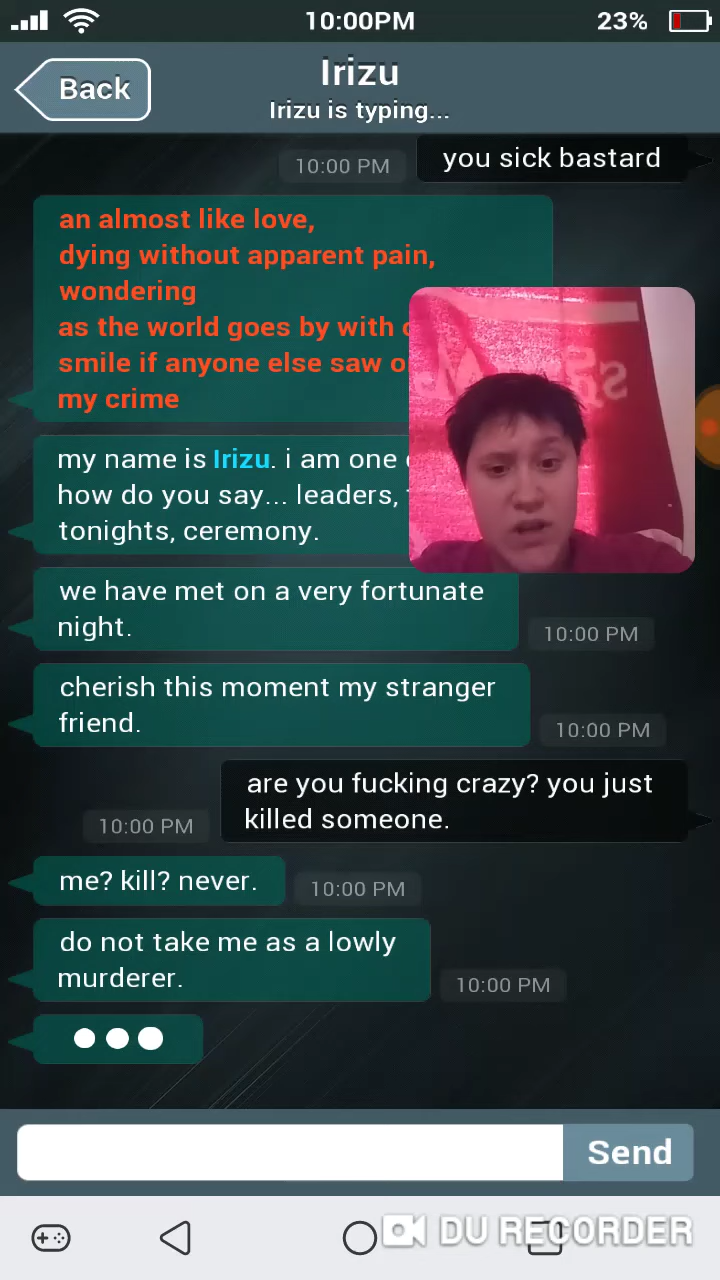 10:00PM
23%
Back
Irizu
Irizu is typing...
10:00 PM
you sick bastard
an almost like love,
dying without apparent pain,
wondering
as the world goes by with
smile if anyone else saw
my crime
my name is Irizu. i am one
how do you say... leaders,
tonights, ceremony.
we have met on a very fortunate
night.
10:00 PM
cherish this moment my stranger
friend.
10:00 PM
are you fucking crazy? you just
killed someone.
10:00 PM
me? kill? never.
10:00 PM
do not take me as a lowly
murderer.
10:00 PM
Send
DU RECORDER